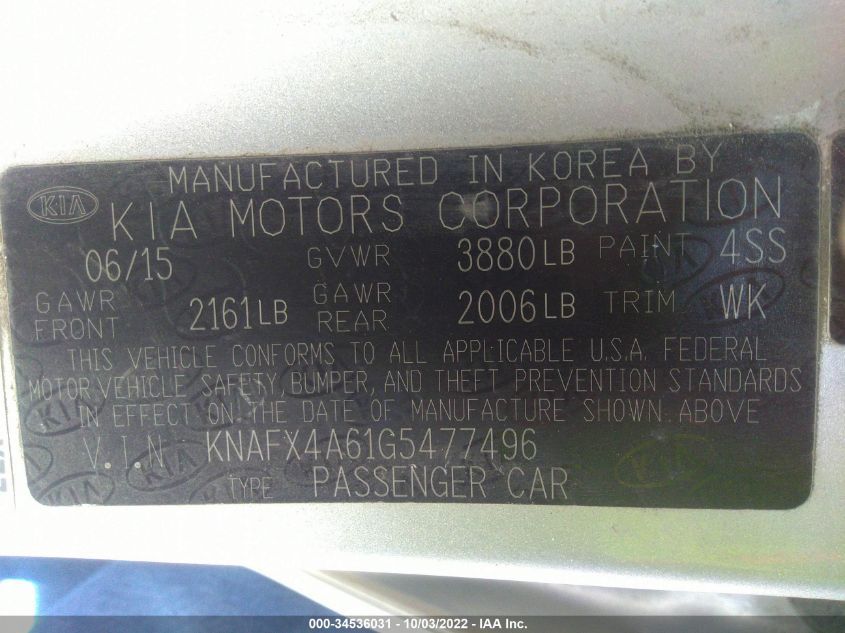 MANUFACTURED IN KOREA BY
KIA
KIA MOTORS CORPORATION
06/15 GVWR 3880LB PAINT 4SS
GAWR FRONT 2161LB GAWR REAR 2006LB TRIM WK
THIS VEHICLE CONFORMS TO ALL APPLICABLE U.S.A. FEDERAL
MOTOR VEHICLE SAFETY, BUMPER, AND THEFT PREVENTION STANDARDS
IN EFFECT ON THE DATE OF MANUFACTURE SHOWN ABOVE
V.I.N KNAFX4A61G5477496
TYPE PASSENGER CAR
000-34536031 - 10/03/2022 - IAA Inc.